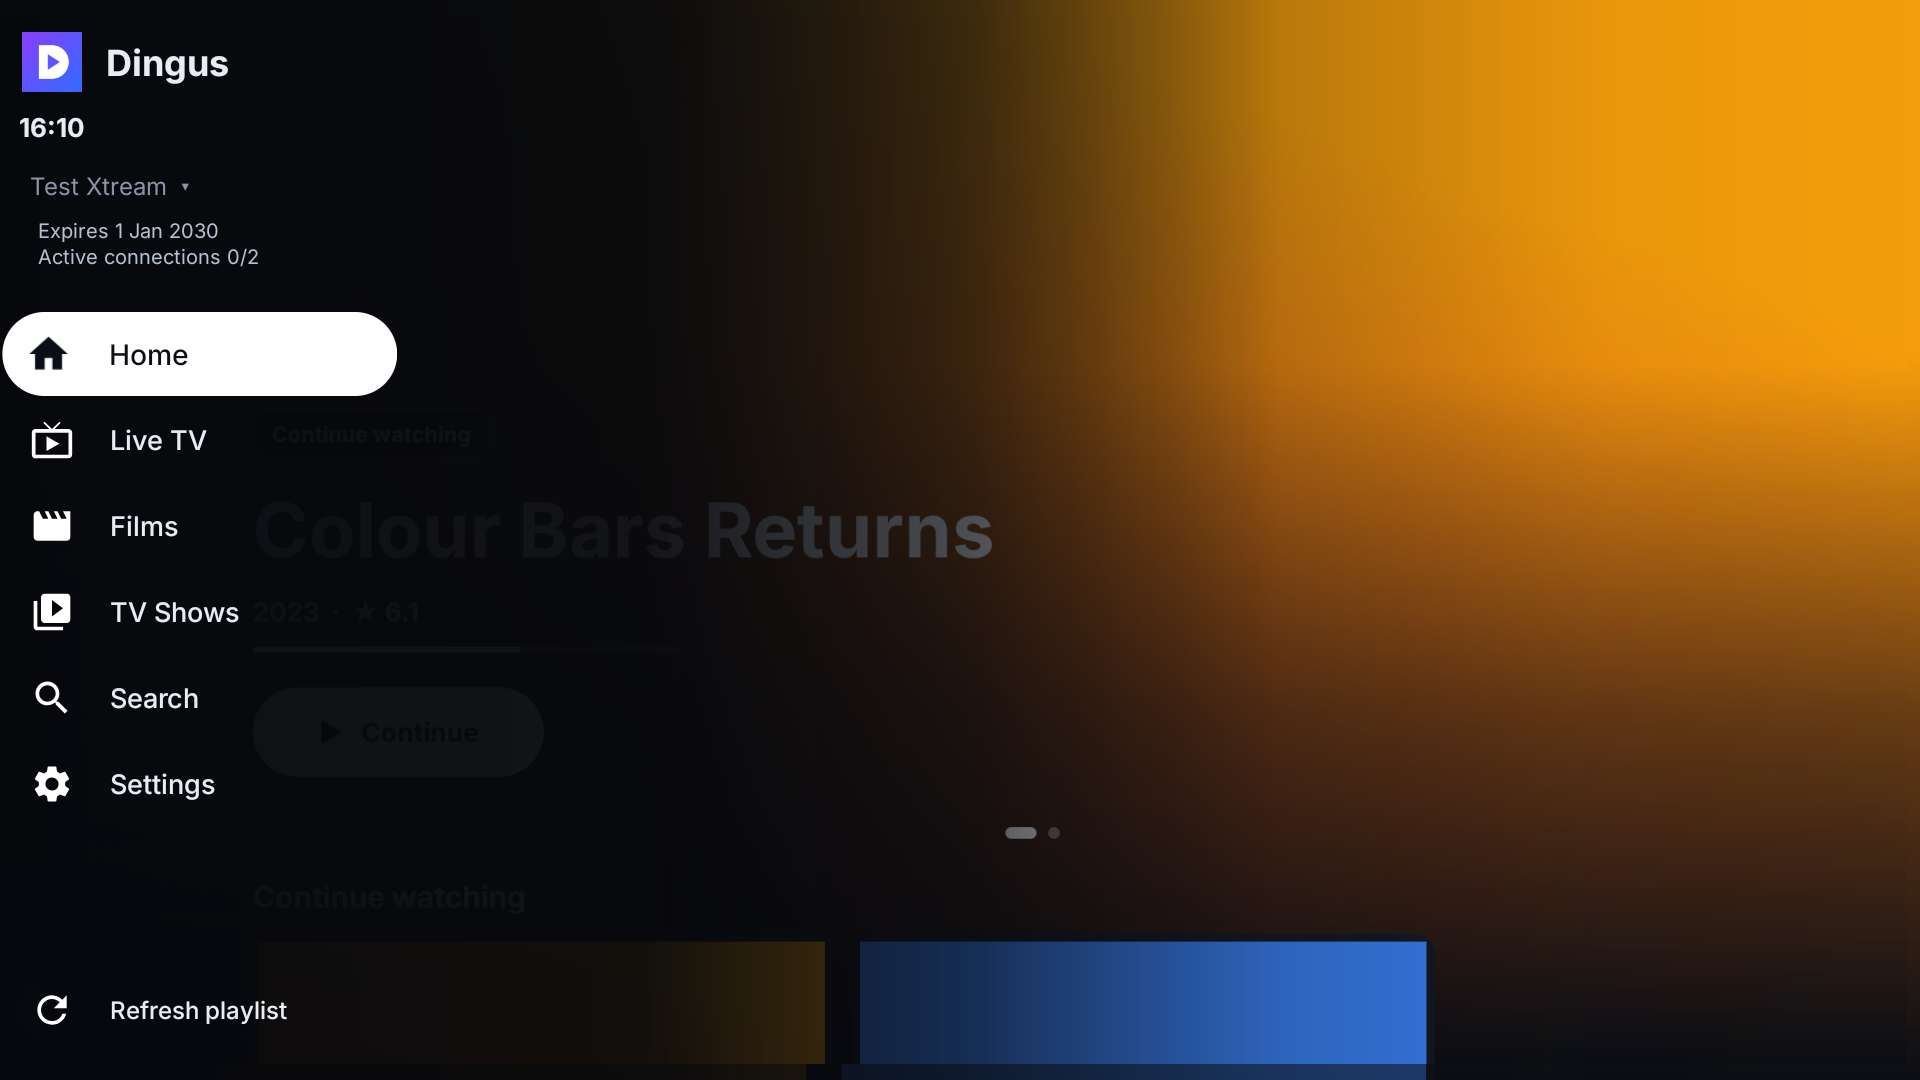 Dingus
16:10
Test Xtream ▾
Expires 1 Jan 2030
Active connections 0/2
Home
Live TV
Films
TV Shows
Search
Settings
Refresh playlist
Continue watching
Colour Bars Returns
2023 · ★ 6.1
Continue
Continue watching